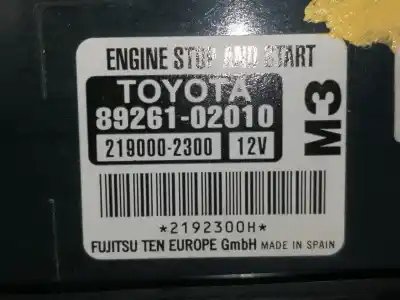 ENGINE STOP AND START
TOYOTA
89261-02010
219000-2300 12V
M3
*2192300H*
FUJITSU TEN EUROPE GmbH MADE IN SPAIN